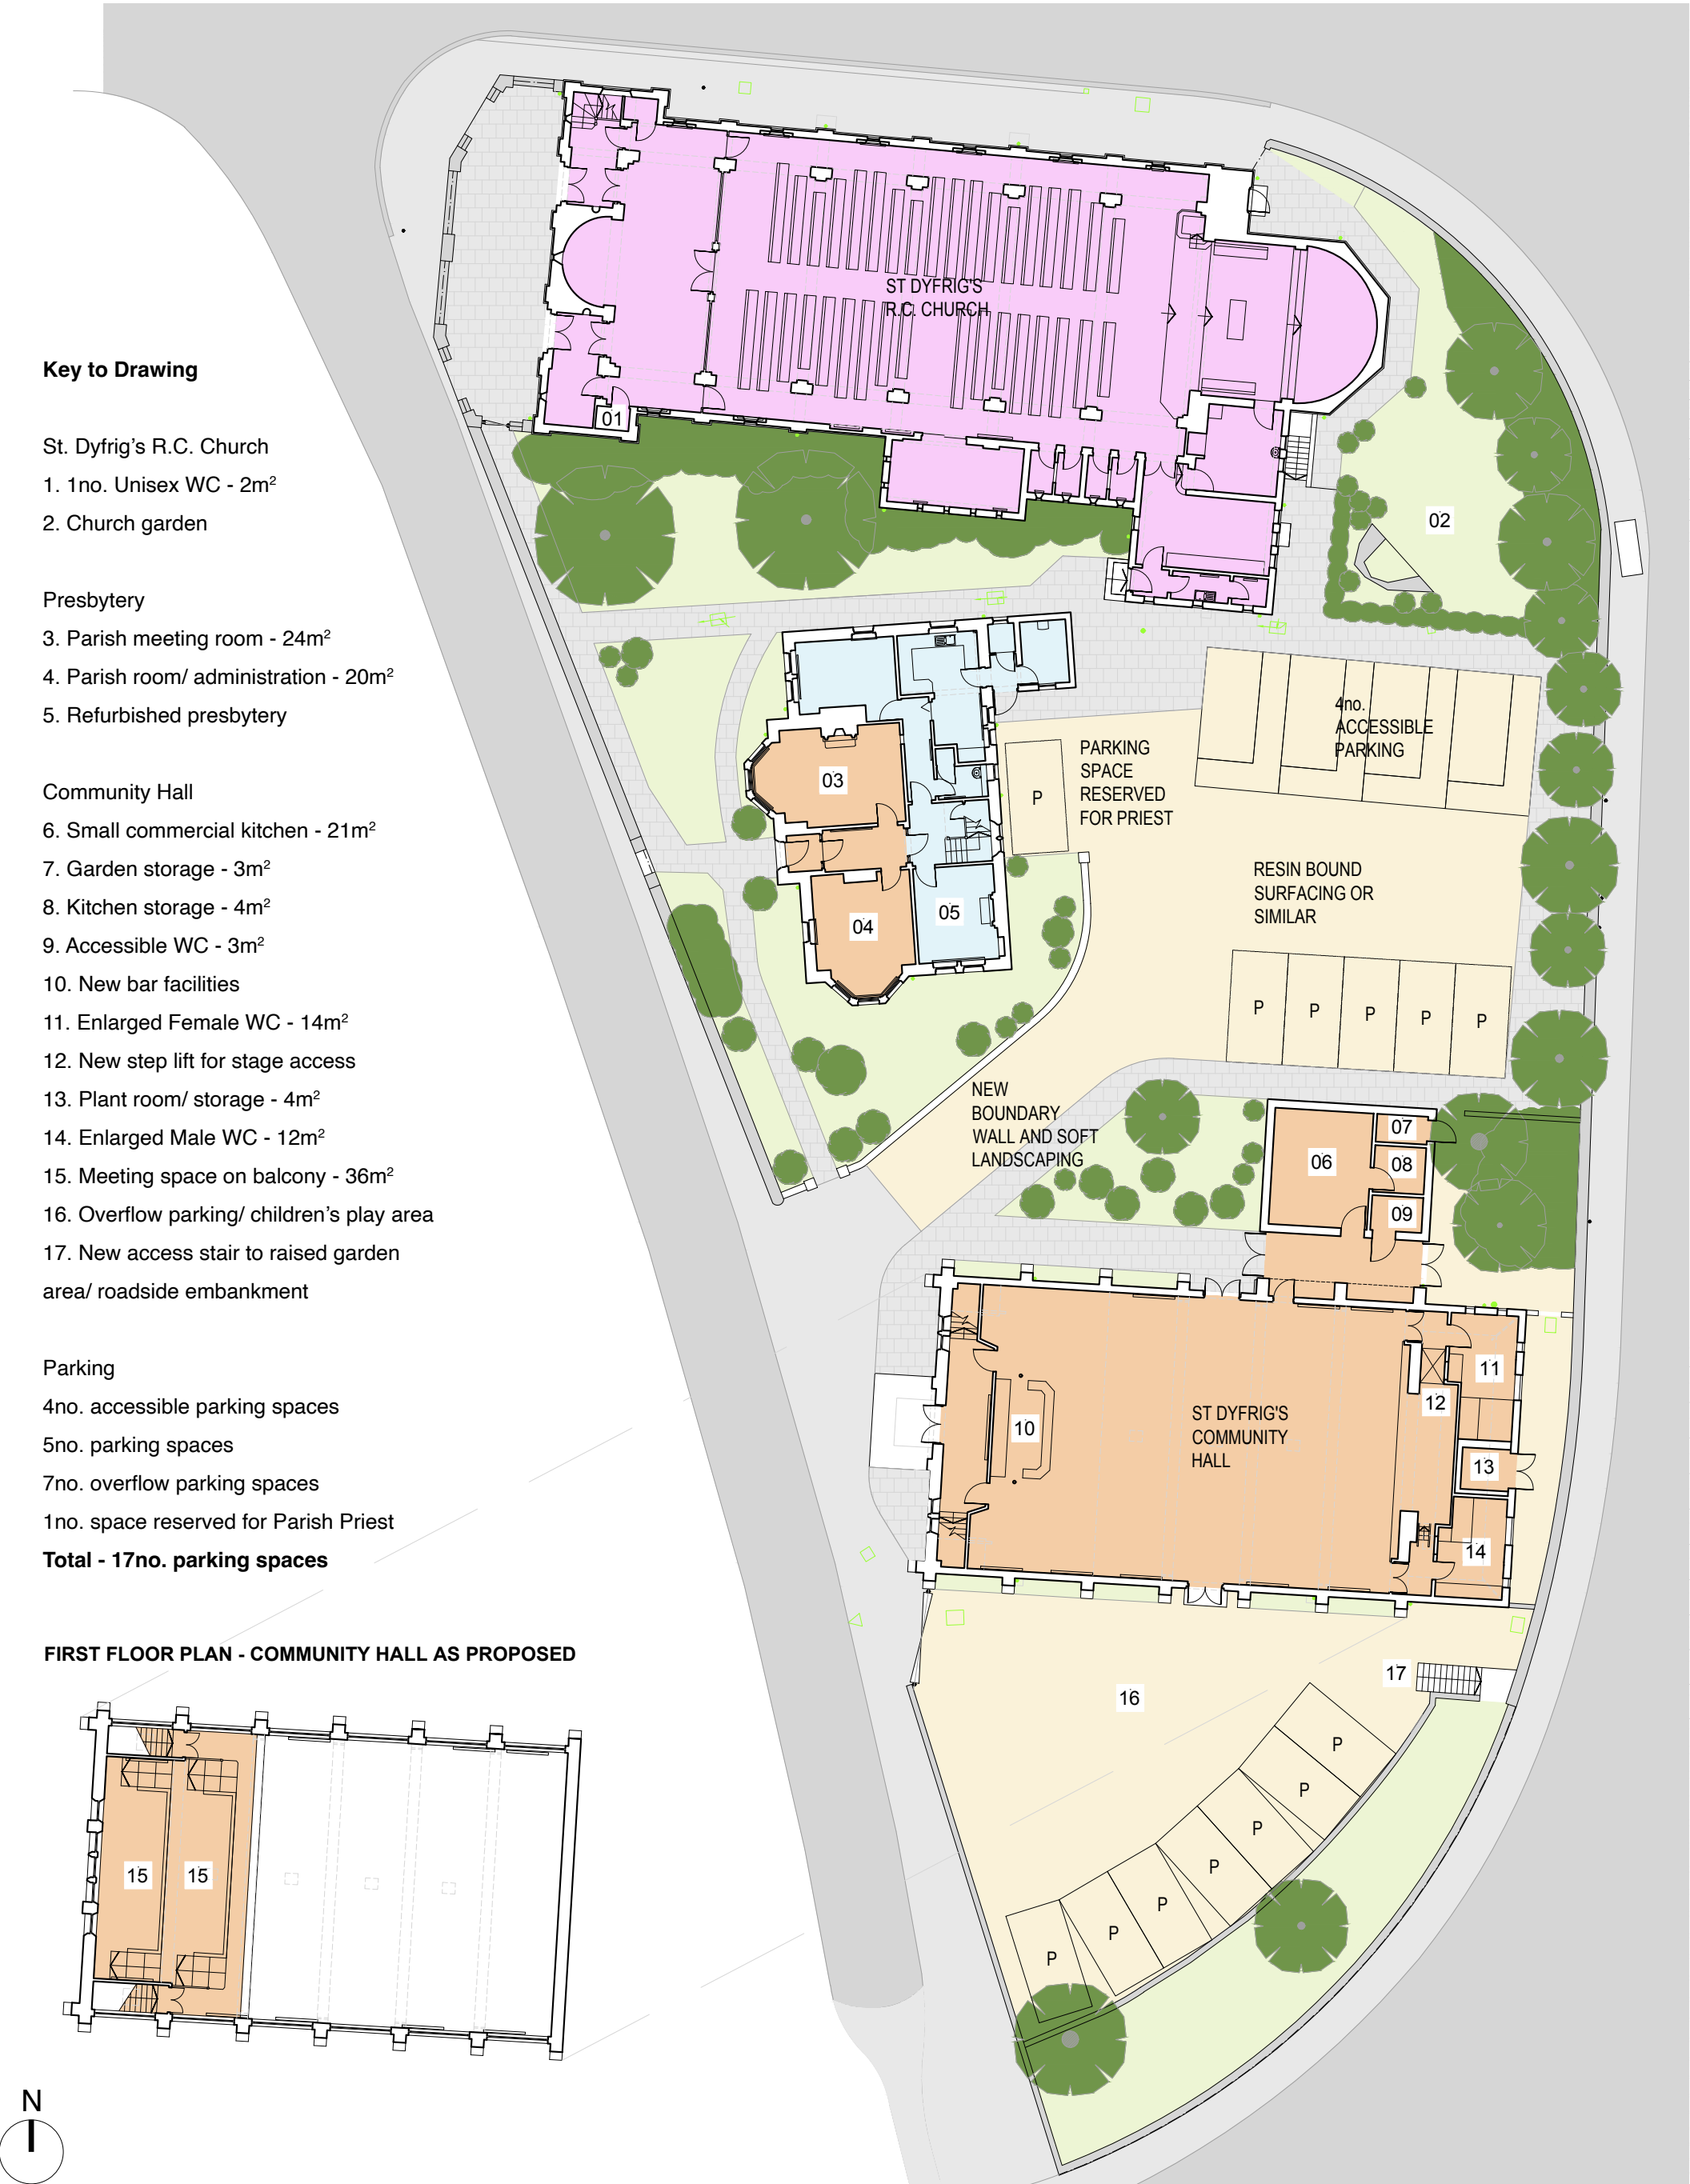 Key to Drawing
St. Dyfrig's R.C. Church
1. 1no. Unisex WC - 2m²
2. Church garden
Presbytery
3. Parish meeting room - 24m²
4. Parish room/ administration - 20m²
5. Refurbished presbytery
Community Hall
6. Small commercial kitchen - 21m²
7. Garden storage - 3m²
8. Kitchen storage - 4m²
9. Accessible WC - 3m²
10. New bar facilities
11. Enlarged Female WC - 14m²
12. New step lift for stage access
13. Plant room/ storage - 4m²
14. Enlarged Male WC - 12m²
15. Meeting space on balcony - 36m²
16. Overflow parking/ children's play area
17. New access stair to raised garden
area/ roadside embankment
Parking
4no. accessible parking spaces
5no. parking spaces
7no. overflow parking spaces
1no. space reserved for Parish Priest
Total - 17no. parking spaces
FIRST FLOOR PLAN - COMMUNITY HALL AS PROPOSED
15
15
N
ST DYFRIG'S
R.C. CHURCH
01
02
4no.
ACCESSIBLE
PARKING
PARKING
SPACE
RESERVED
FOR PRIEST
P
03
04
05
RESIN BOUND
SURFACING OR
SIMILAR
P
P
P
P
P
NEW
BOUNDARY
WALL AND SOFT
LANDSCAPING
06
07
08
09
10
ST DYFRIG'S
COMMUNITY
HALL
11
12
13
14
17
16
P
P
P
P
P
P
P